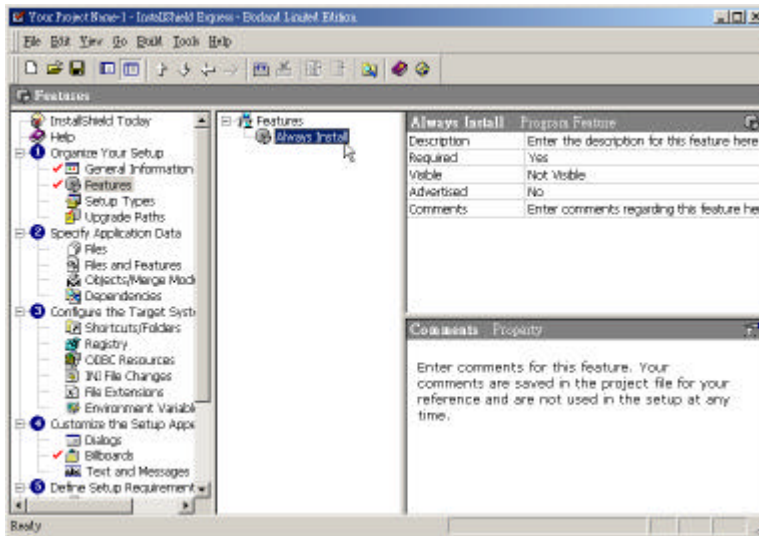 Your Project Name-1 - InstallShield Express - Borland Limited Edition
File Edit View Go Build Tools Help
Features
InstallShield Today
Help
1 Organize Your Setup
General Information
Features
Setup Types
Upgrade Paths
2 Specify Application Data
Files
Files and Features
Objects/Merge Mod
Dependencies
3 Configure the Target Syst
Shortcuts/Folders
Registry
ODBC Resources
INI File Changes
File Extensions
Environment Variabl
4 Customize the Setup Appe
Dialogs
Billboards
Text and Messages
5 Define Setup Requirement
Features
Always Install
Always Install Program Feature
Description Enter the description for this feature here
Required Yes
Visible Not Visible
Advertised No
Comments Enter comments regarding this feature he
Comments Property
Enter comments for this feature. Your
comments are saved in the project file for your
reference and are not used in the setup at any
time.
Ready